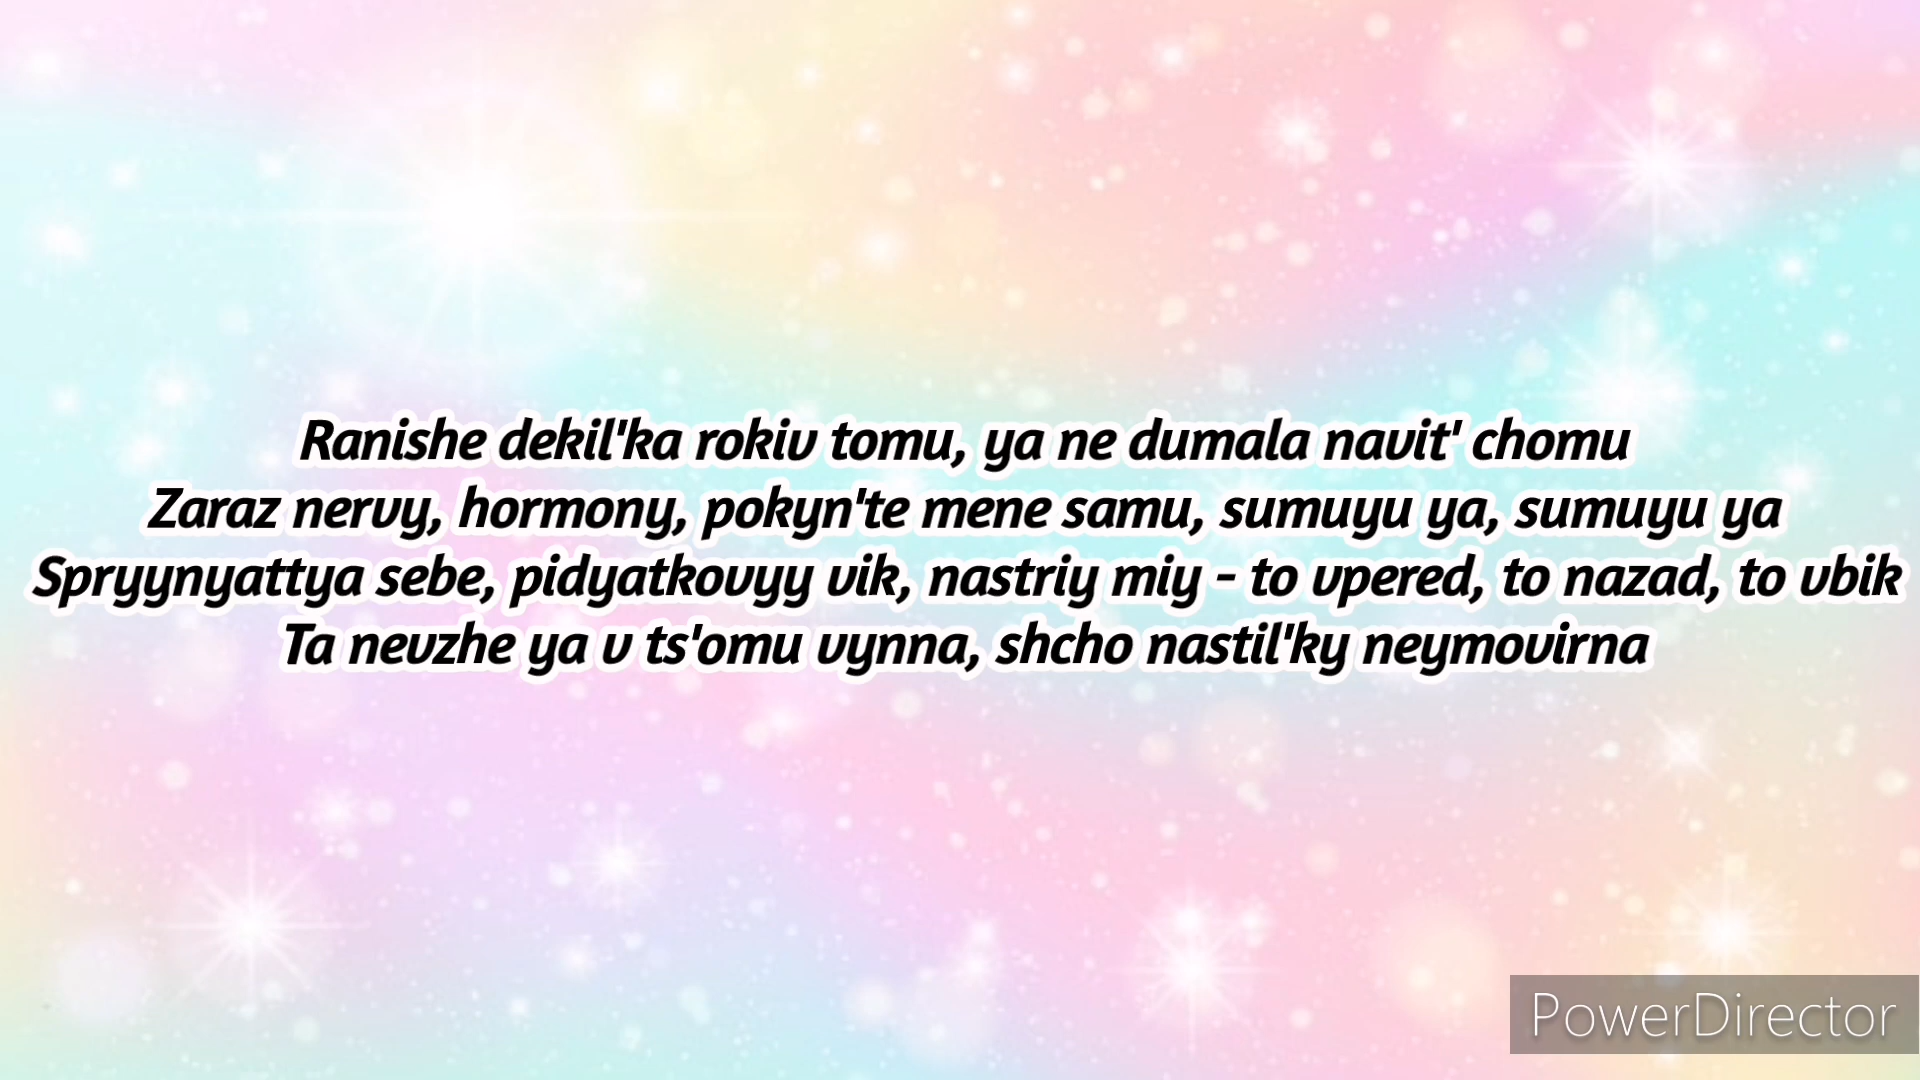 Ranishe dekil'ka rokiv tomu, ya ne dumala navit' chomu
Zaraz nervy, hormony, pokyn'te mene samu, sumuyu ya, sumuyu ya
Spryynyattya sebe, pidyatkovyy vik, nastriy miy - to vpered, to nazad, to vbik
Ta nevzhe ya v ts'omu vynna, shcho nastil'ky neymovirna
PowerDirector